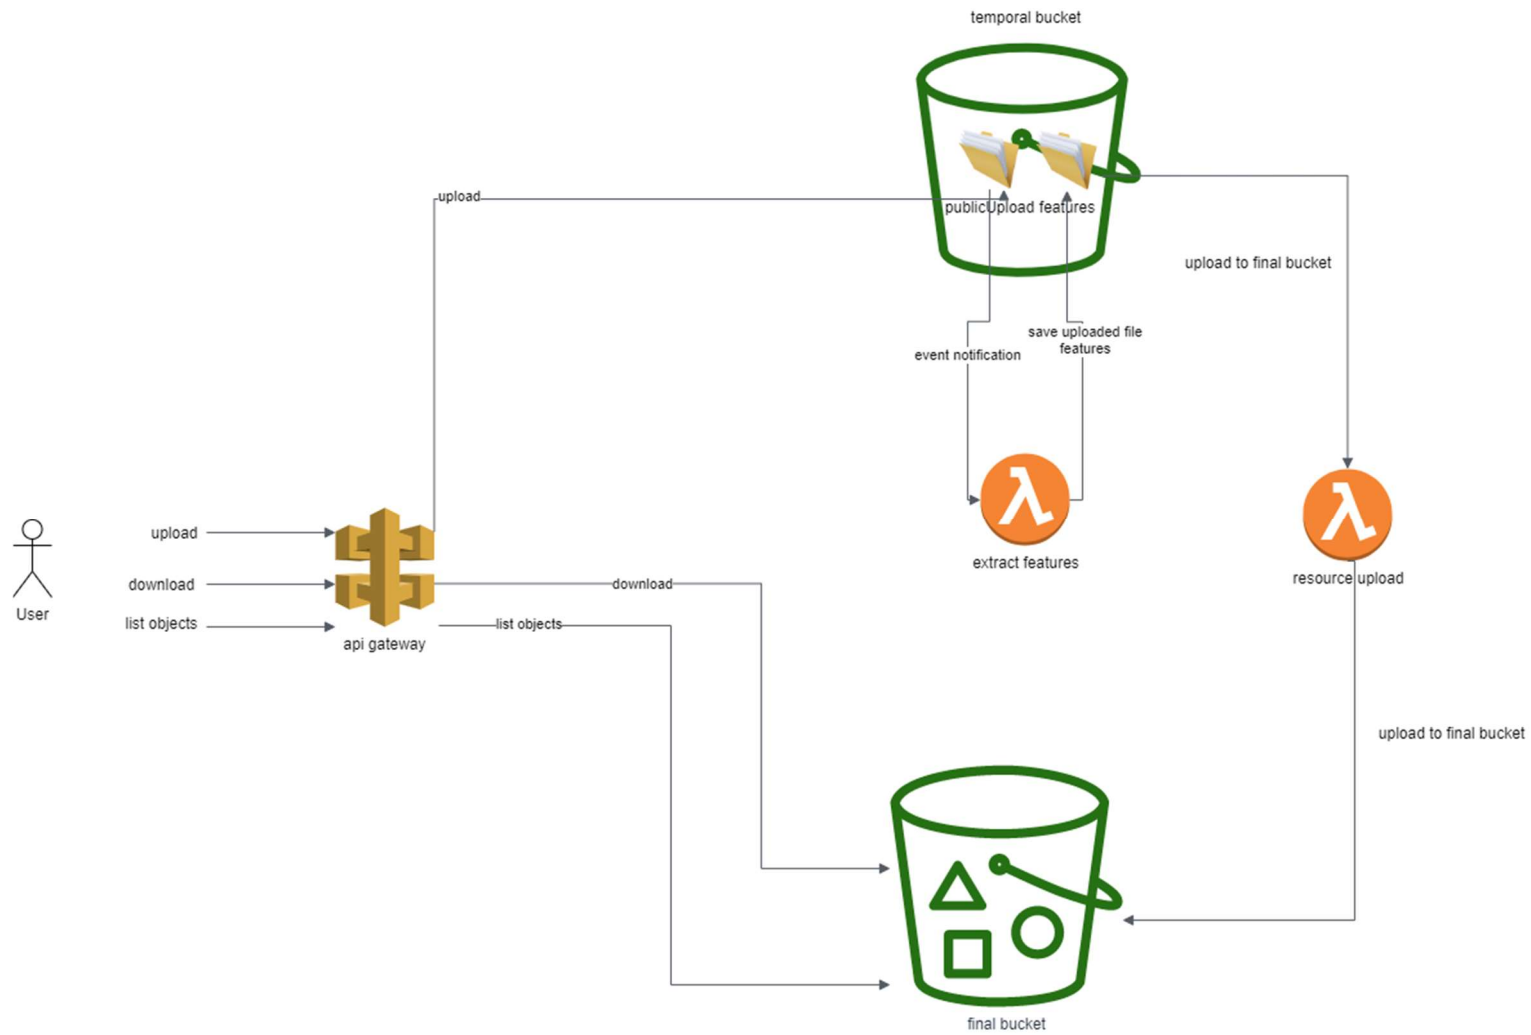 temporal bucket
upload
publicUpload features
upload to final bucket
save uploaded file
features
event notification
upload
download
list objects
User
api gateway
download
list objects
extract features
resource upload
upload to final bucket
final bucket